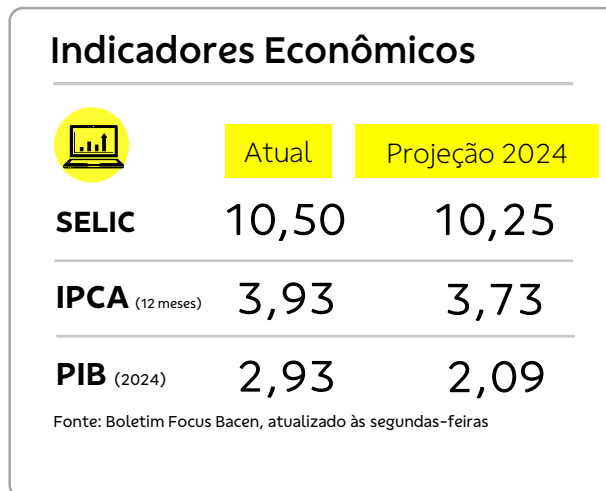 Indicadores Econômicos
Atual Projeção 2024
SELIC 10,50 10,25
IPCA (12 meses) 3,93 3,73
PIB (2024) 2,93 2,09
Fonte: Boletim Focus Bacen, atualizado às segundas-feiras